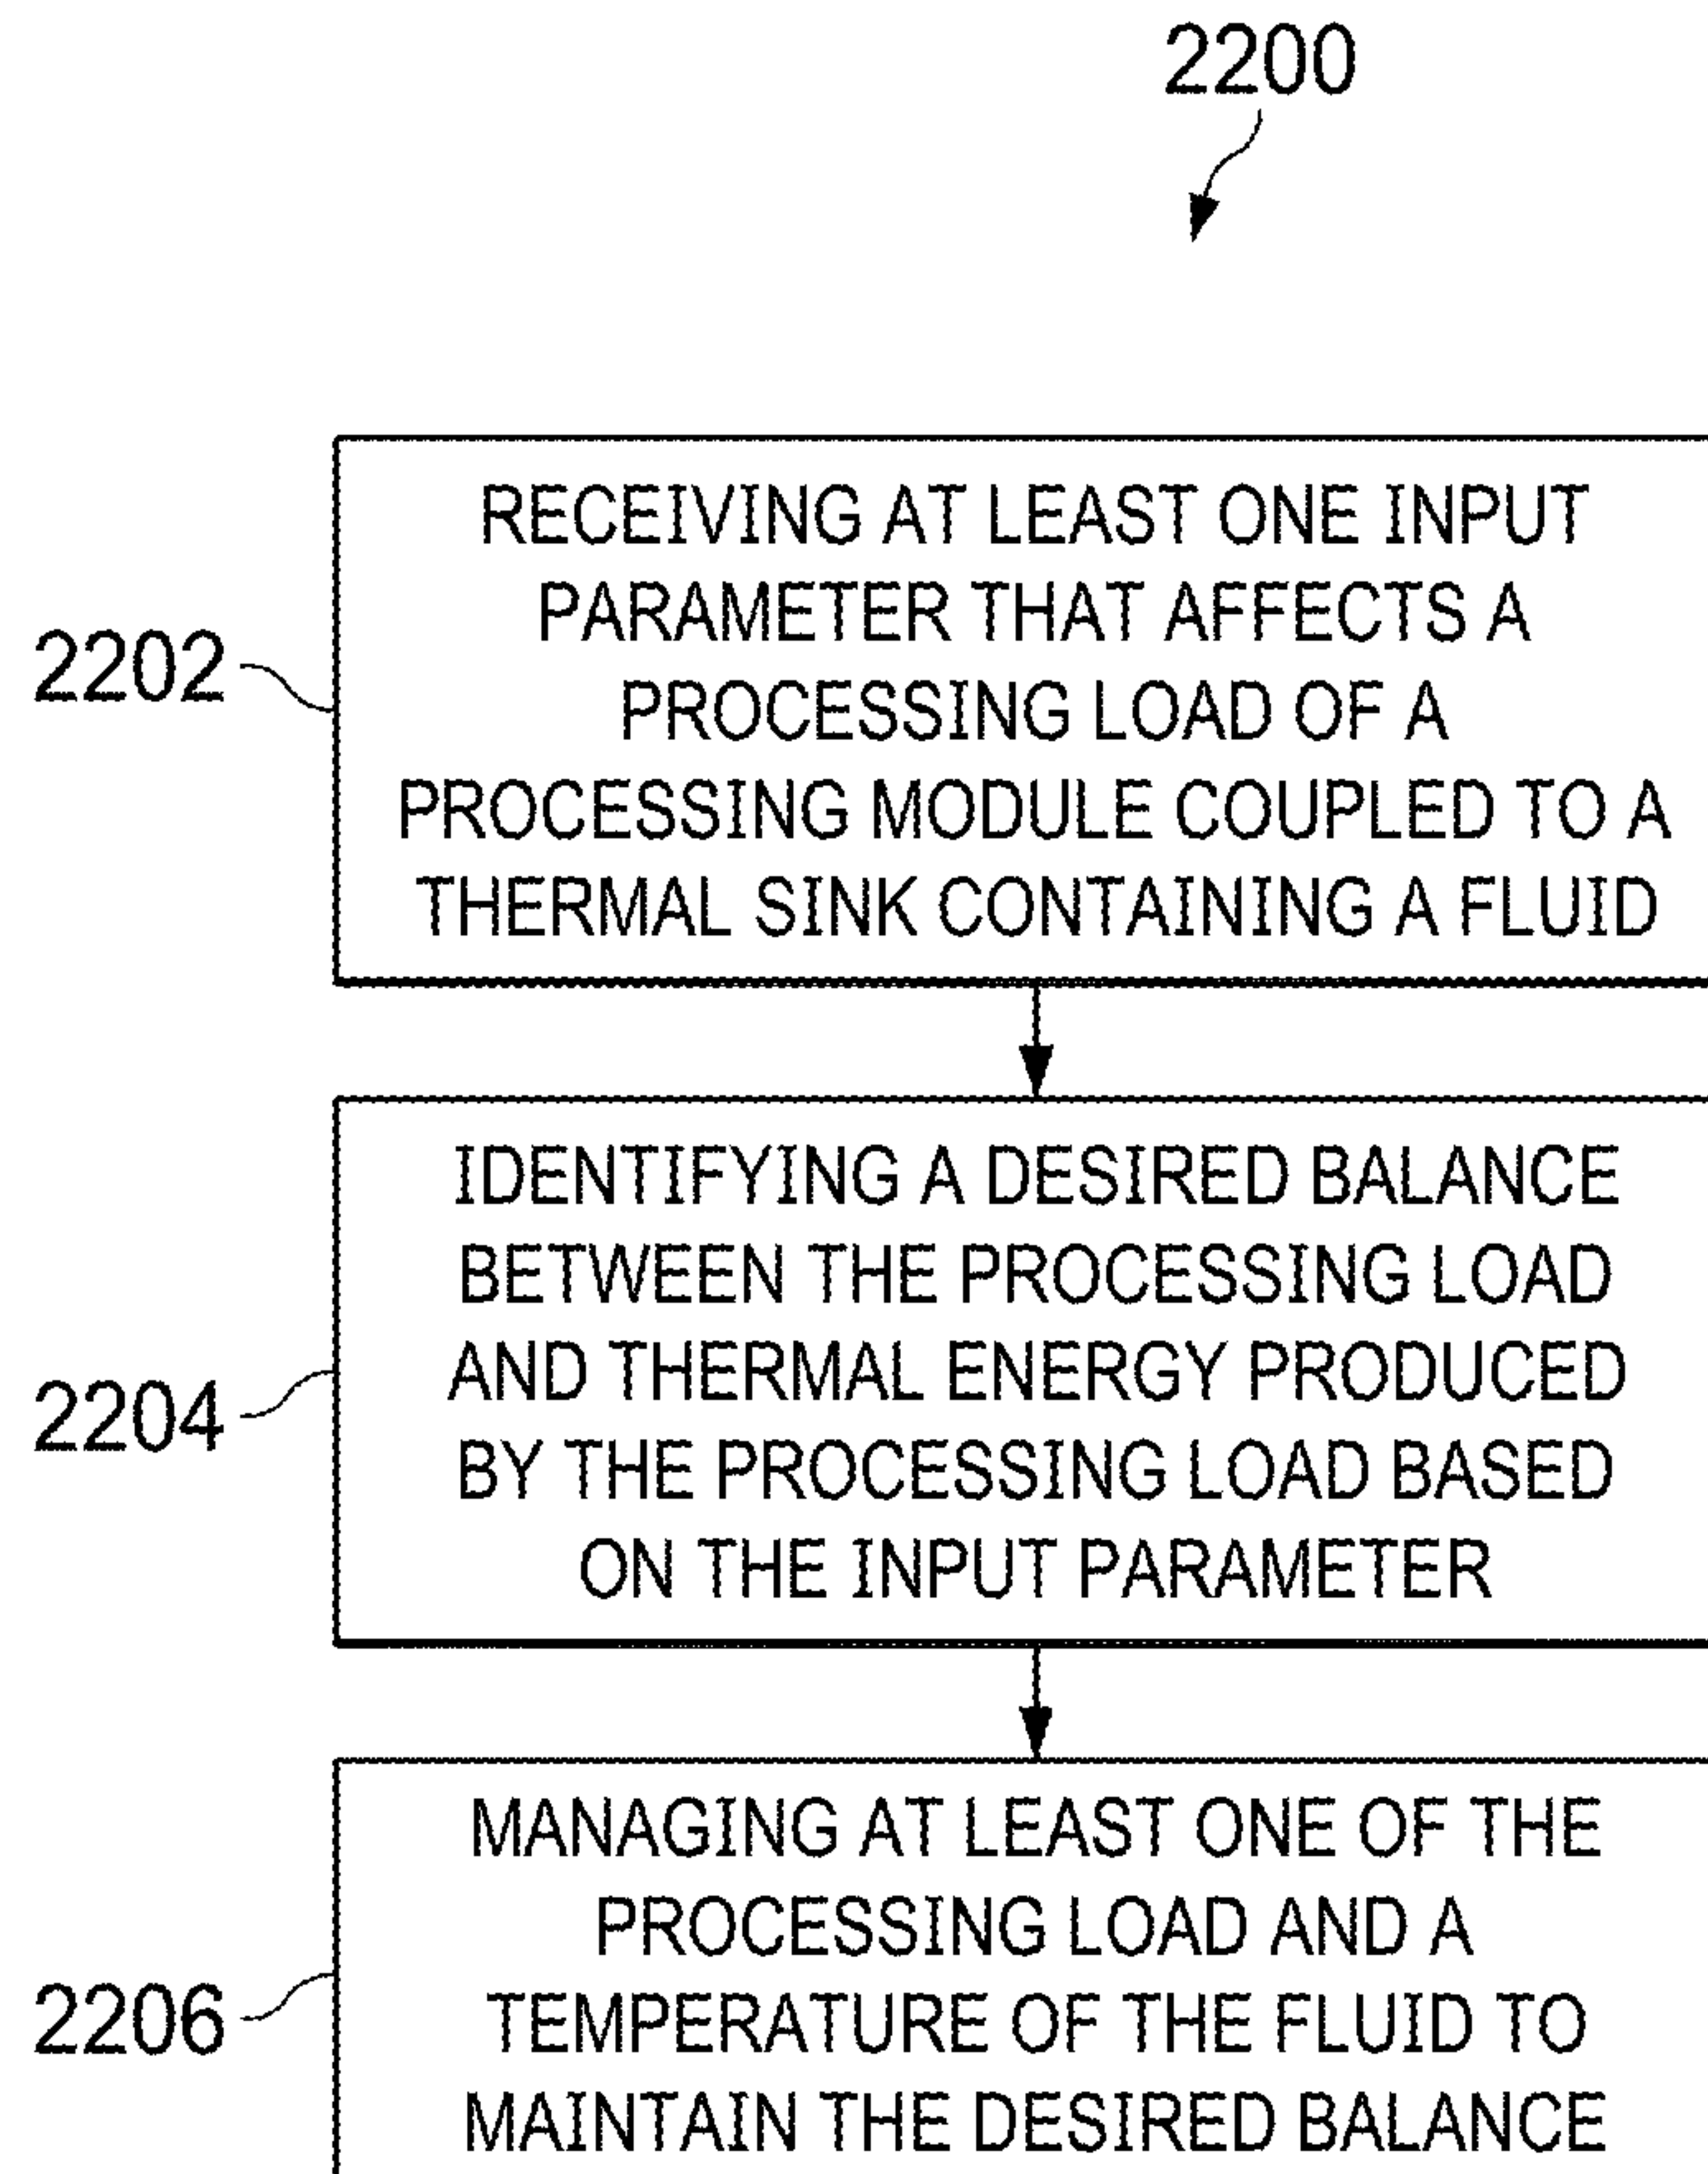 2200
RECEIVING AT LEAST ONE INPUT
PARAMETER THAT AFFECTS A
PROCESSING LOAD OF A
PROCESSING MODULE COUPLED TO A
THERMAL SINK CONTAINING A FLUID
2202
IDENTIFYING A DESIRED BALANCE
BETWEEN THE PROCESSING LOAD
AND THERMAL ENERGY PRODUCED
BY THE PROCESSING LOAD BASED
ON THE INPUT PARAMETER
2204
MANAGING AT LEAST ONE OF THE
PROCESSING LOAD AND A
TEMPERATURE OF THE FLUID TO
MAINTAIN THE DESIRED BALANCE
2206